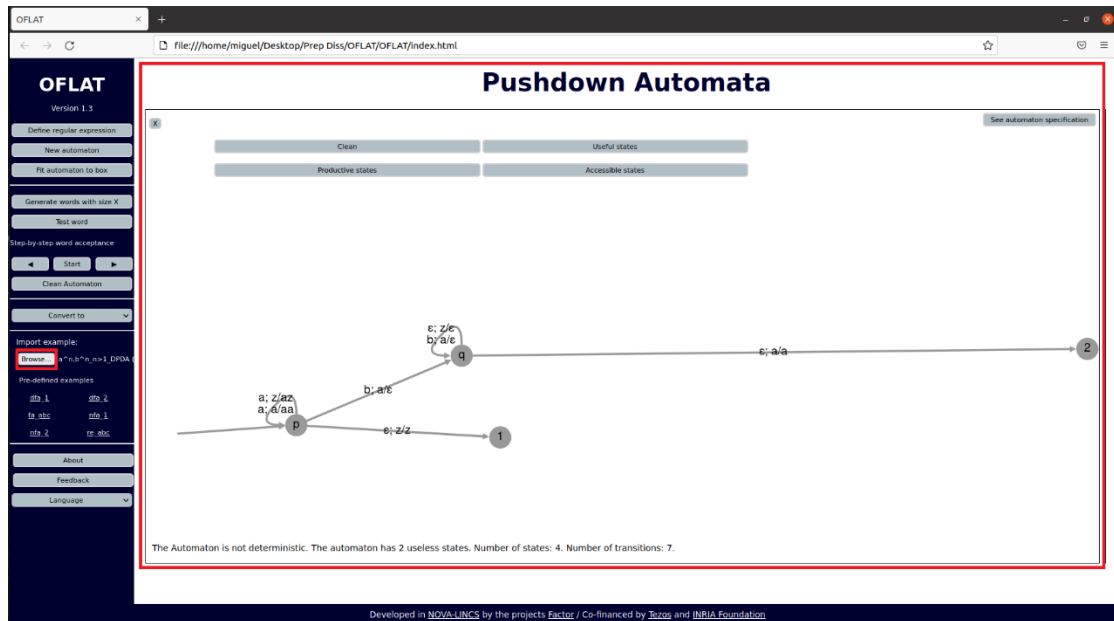 OFLAT
file:///home/miguel/Desktop/Prep Diss/OFLAT/OFLAT/index.html
OFLAT
Version 1.3
Define regular expression
New automaton
Fit automaton to box
Generate words with size X
Test word
Step-by-step word acceptance
◄ Start ►
Clean Automaton
Convert to
Import example:
Browse... a^n,b^n_n>1_DPDA (
Pre-defined examples
dfa_1 dfa_2
fa_abc nfa_1
nfa_2 re_abc
About
Feedback
Language
Pushdown Automata
X
See automaton specification
Clean Useful states
Productive states Accessible states
ε; z/ε
b; a/ε
q
ε; a/a
2
b; a/ε
a; z/az
a; a/aa
p
ε; z/z
1
The Automaton is not deterministic. The automaton has 2 useless states. Number of states: 4. Number of transitions: 7.
Developed in NOVA-LINCS by the projects Factor / Co-financed by Tezos and INRIA Foundation